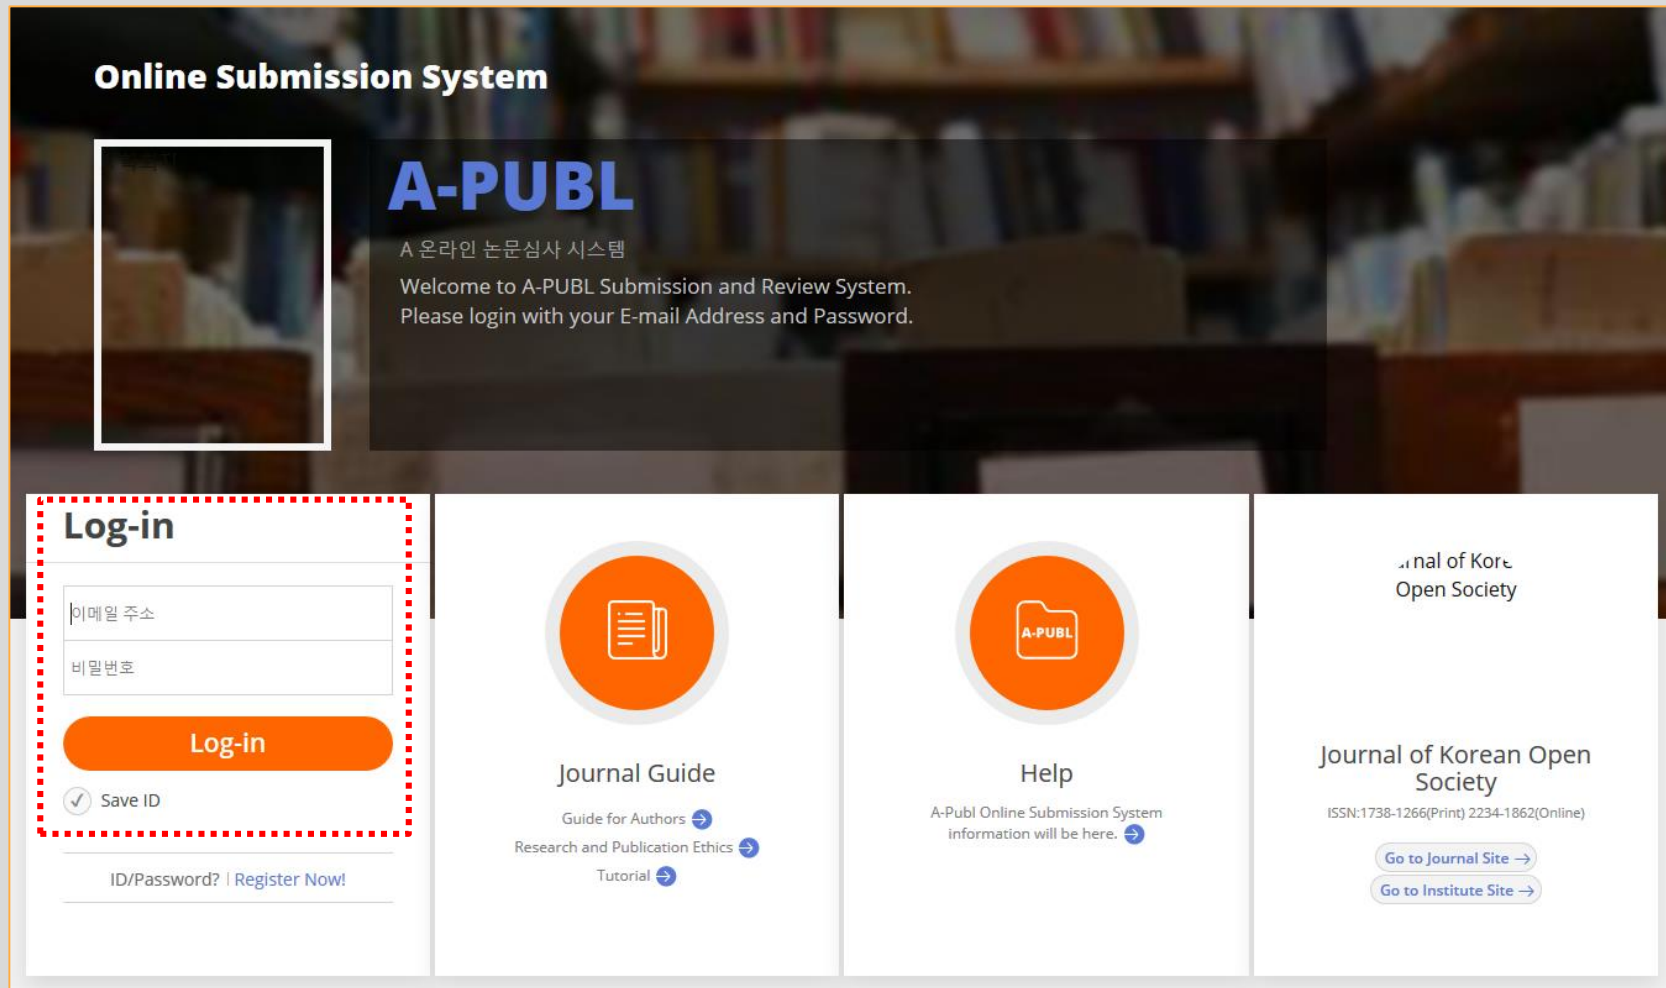 Online Submission System
A-PUBL
A 온라인 논문심사 시스템
Welcome to A-PUBL Submission and Review System.
Please login with your E-mail Address and Password.
Log-in
이메일 주소
비밀번호
Log-in
Save ID
ID/Password? | Register Now!
Journal Guide
Guide for Authors
Research and Publication Ethics
Tutorial
A-PUBL
Help
A-Publ Online Submission System
information will be here.
nal of Kore
Open Society
Journal of Korean Open
Society
ISSN:1738-1266(Print) 2234-1862(Online)
Go to Journal Site →
Go to Institute Site →